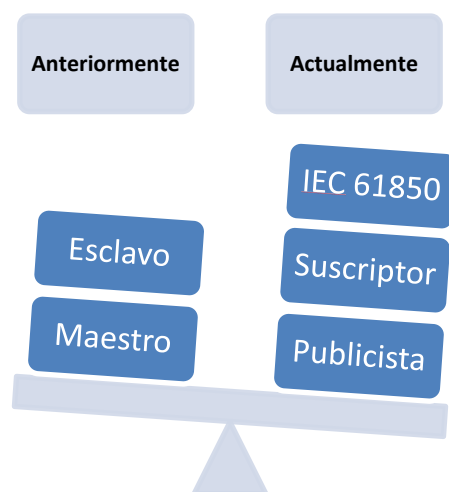 Anteriormente
Actualmente
IEC 61850
Esclavo
Suscriptor
Maestro
Publicista